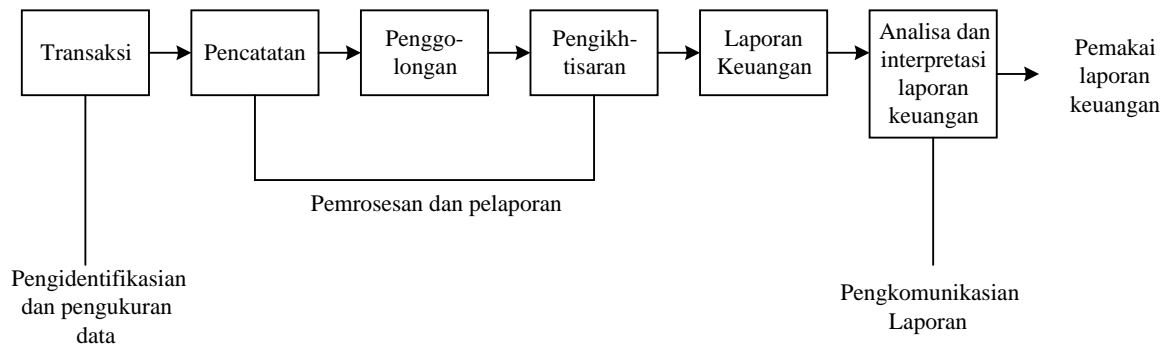 Transaksi
Pencatatan
Penggo-
longan
Pengikh-
tisaran
Laporan
Keuangan
Analisa dan
interpretasi
laporan
keuangan
Pemakai
laporan
keuangan
Pemrosesan dan pelaporan
Pengidentifikasian
dan pengukuran
data
Pengkomunikasian
Laporan